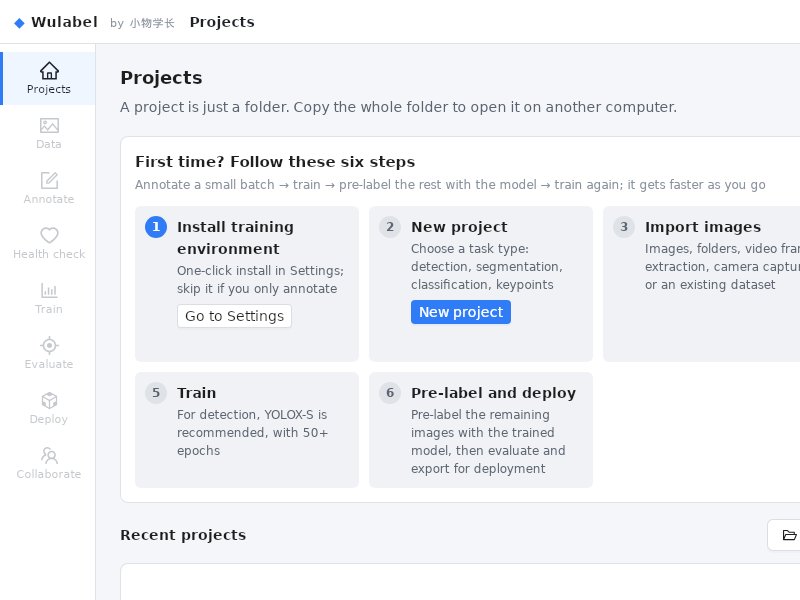 Wulabel by 小物学长 Projects
Projects
Data
Annotate
Health check
Train
Evaluate
Deploy
Collaborate
Projects
A project is just a folder. Copy the whole folder to open it on another computer.
First time? Follow these six steps
Annotate a small batch → train → pre-label the rest with the model → train again; it gets faster as you go
1 Install training
environment
One-click install in Settings;
skip it if you only annotate
Go to Settings
2 New project
Choose a task type:
detection, segmentation,
classification, keypoints
New project
3 Import images
Images, folders, video
extraction, camera
or an existing dataset
5 Train
For detection, YOLOX-S is
recommended, with 50+
epochs
6 Pre-label and deploy
Pre-label the remaining
images with the trained
model, then evaluate and
export for deployment
Recent projects